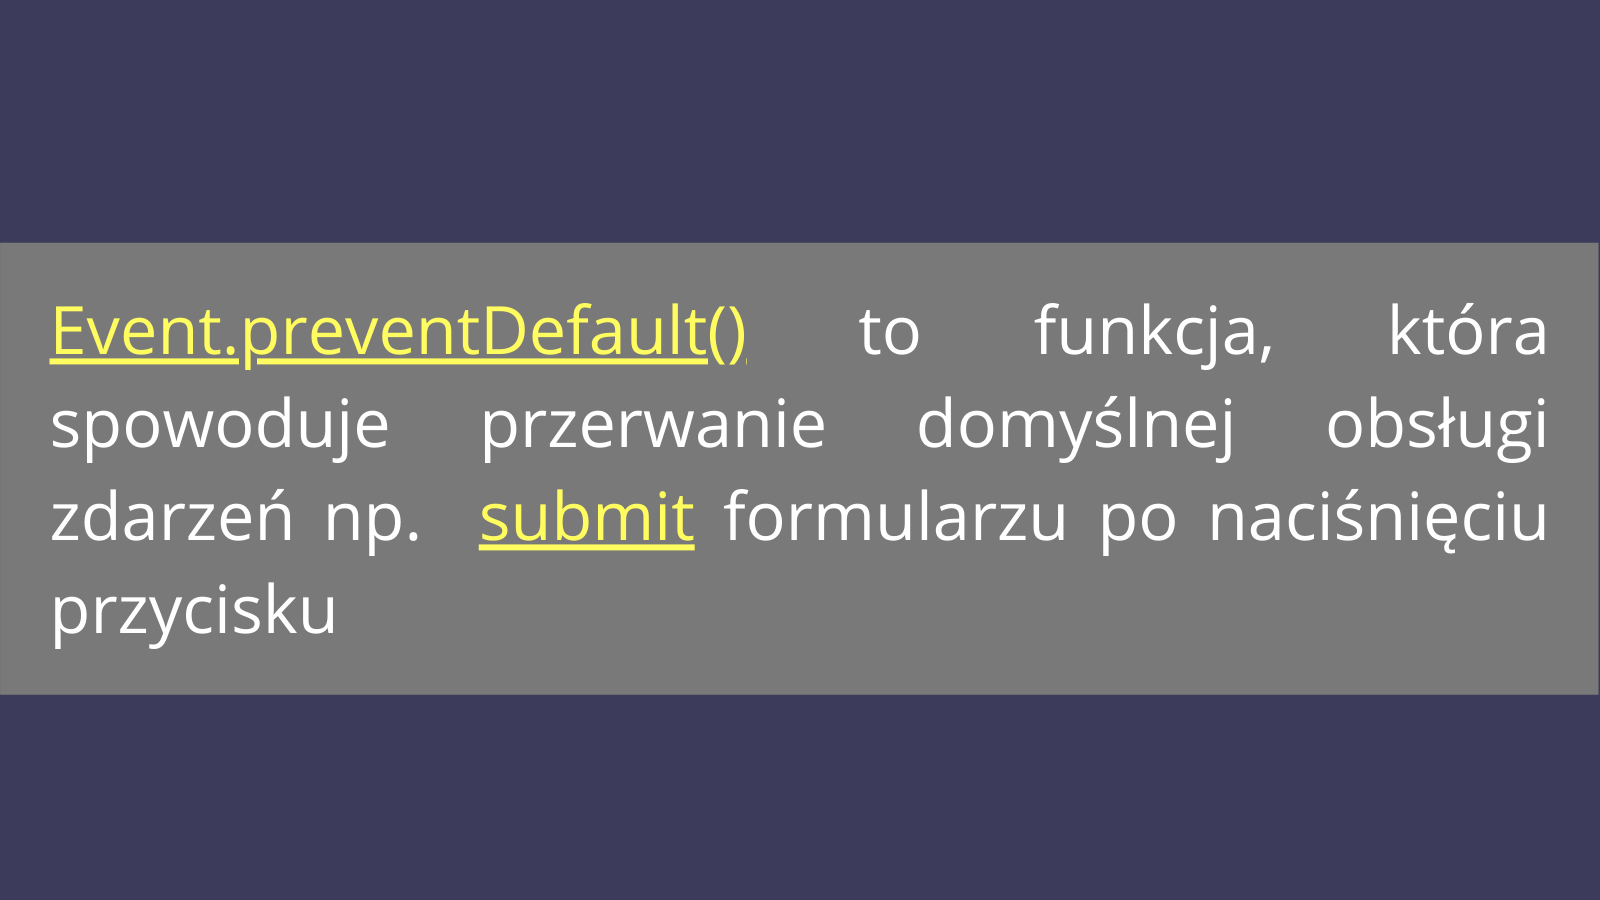 Event.preventDefault() to funkcja, która
spowoduje przerwanie domyślnej obsługi
zdarzeń np. submit formularzu po naciśnięciu
przycisku